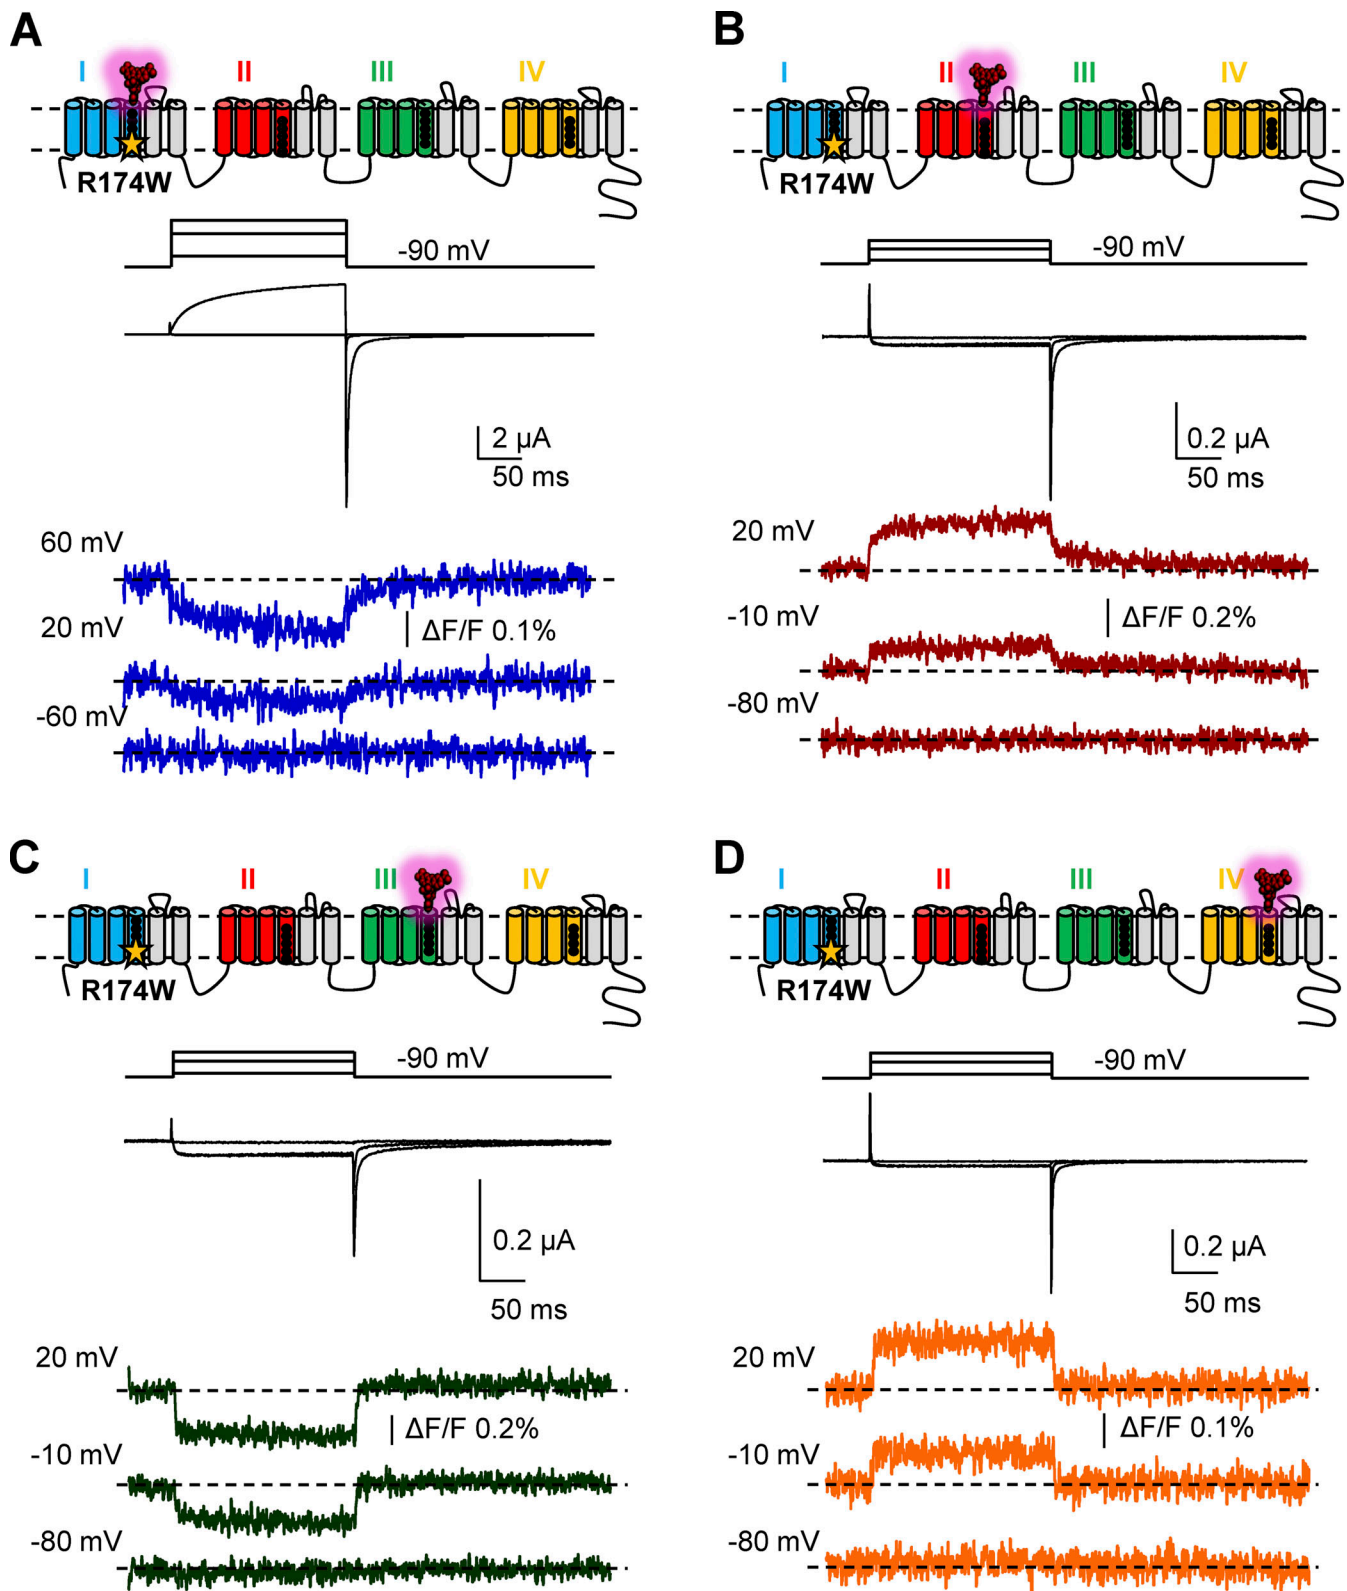 A
I II III IV
R174W
-90 mV
2 µA
50 ms
60 mV
20 mV
ΔF/F 0.1%
-60 mV
B
I II III IV
R174W
-90 mV
0.2 µA
50 ms
20 mV
-10 mV
ΔF/F 0.2%
-80 mV
C
I II III IV
R174W
-90 mV
0.2 µA
50 ms
20 mV
ΔF/F 0.2%
-10 mV
-80 mV
D
I II III IV
R174W
-90 mV
0.2 µA
50 ms
20 mV
ΔF/F 0.1%
-10 mV
-80 mV